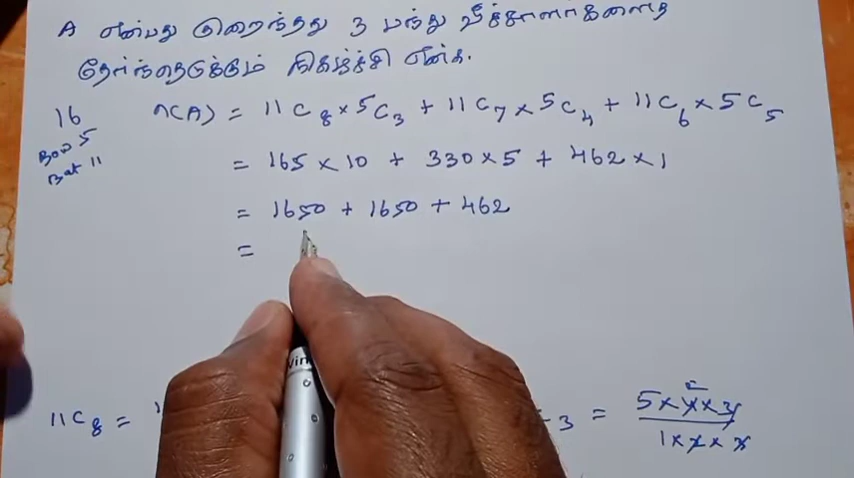 A என்பது குறைந்தது 3 பந்து வீச்சாளர்களைத்
தேர்ந்தெடுக்கும் நிகழ்ச்சி என்க.
16
Bow 5
Bat 11
n(A) = 11C₈ × 5C₃ + 11C₇ × 5C₄ + 11C₆ × 5C₅
= 165 × 10 + 330 × 5 + 462 × 1
= 1650 + 1650 + 462
=
11C₈ =
₃ = 5×4×3
1×2×3